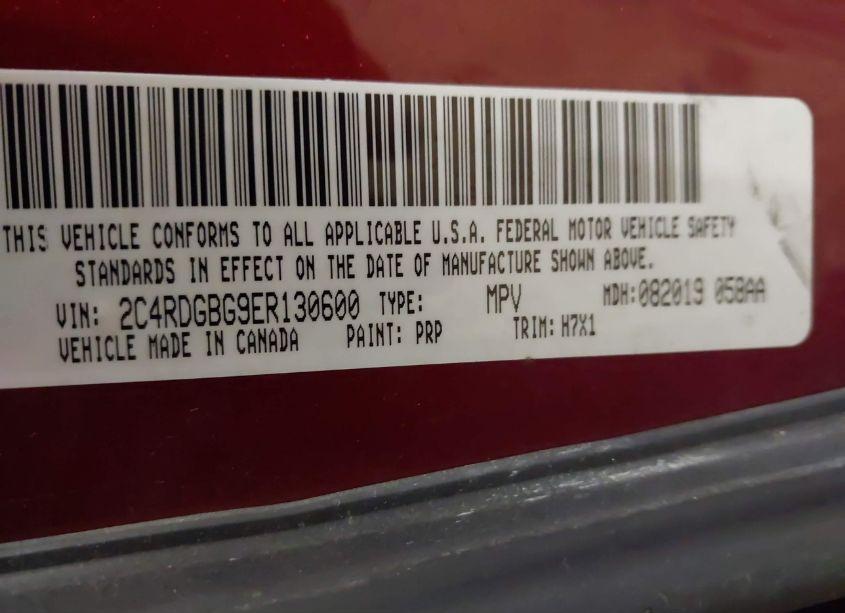 THIS VEHICLE CONFORMS TO ALL APPLICABLE U.S.A. FEDERAL MOTOR VEHICLE SAFETY
STANDARDS IN EFFECT ON THE DATE OF MANUFACTURE SHOWN ABOVE.
VIN: 2C4RDGBG9ER130600 TYPE: MPV MDH:082019 058AA
VEHICLE MADE IN CANADA PAINT: PRP TRIM: H7X1